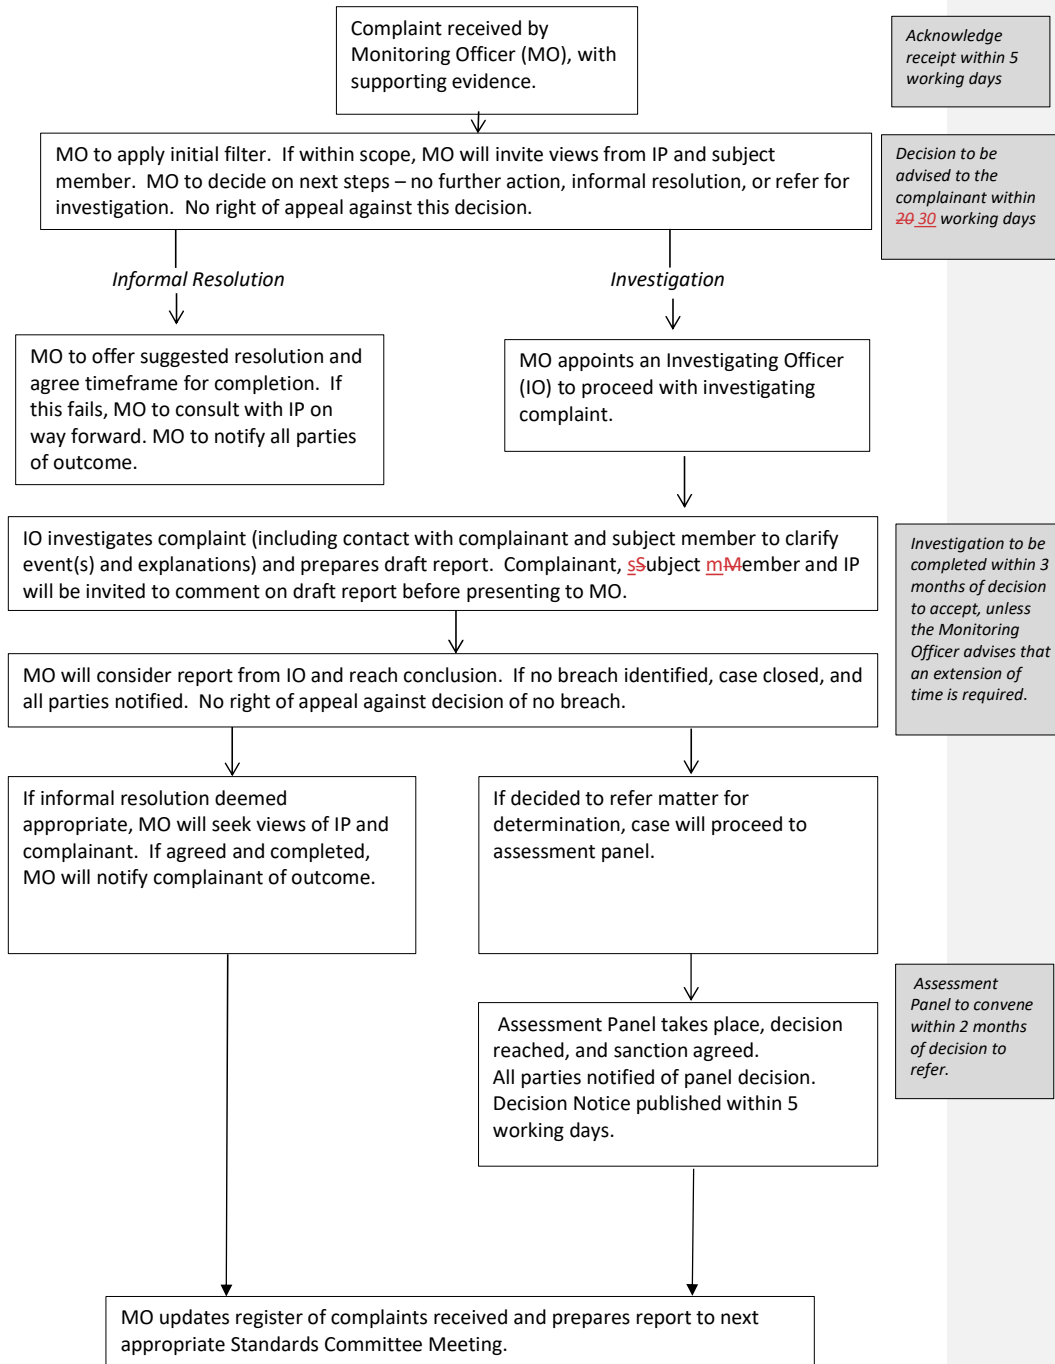 Complaint received by
Monitoring Officer (MO), with
supporting evidence.
Acknowledge
receipt within 5
working days
MO to apply initial filter.  If within scope, MO will invite views from IP and subject
member.  MO to decide on next steps – no further action, informal resolution, or refer for
investigation.  No right of appeal against this decision.
Decision to be
advised to the
complainant within
20 30 working days
Informal Resolution
Investigation
MO to offer suggested resolution and
agree timeframe for completion.  If
this fails, MO to consult with IP on
way forward. MO to notify all parties
of outcome.
MO appoints an Investigating Officer
(IO) to proceed with investigating
complaint.
IO investigates complaint (including contact with complainant and subject member to clarify
event(s) and explanations) and prepares draft report.  Complainant, sSubject mMember and IP
will be invited to comment on draft report before presenting to MO.
Investigation to be
completed within 3
months of decision
to accept, unless
the Monitoring
Officer advises that
an extension of
time is required.
MO will consider report from IO and reach conclusion.  If no breach identified, case closed, and
all parties notified.  No right of appeal against decision of no breach.
If informal resolution deemed
appropriate, MO will seek views of IP and
complainant.  If agreed and completed,
MO will notify complainant of outcome.
If decided to refer matter for
determination, case will proceed to
assessment panel.
Assessment
Panel to convene
within 2 months
of decision to
refer.
Assessment Panel takes place, decision
reached, and sanction agreed.
All parties notified of panel decision.
Decision Notice published within 5
working days.
MO updates register of complaints received and prepares report to next
appropriate Standards Committee Meeting.